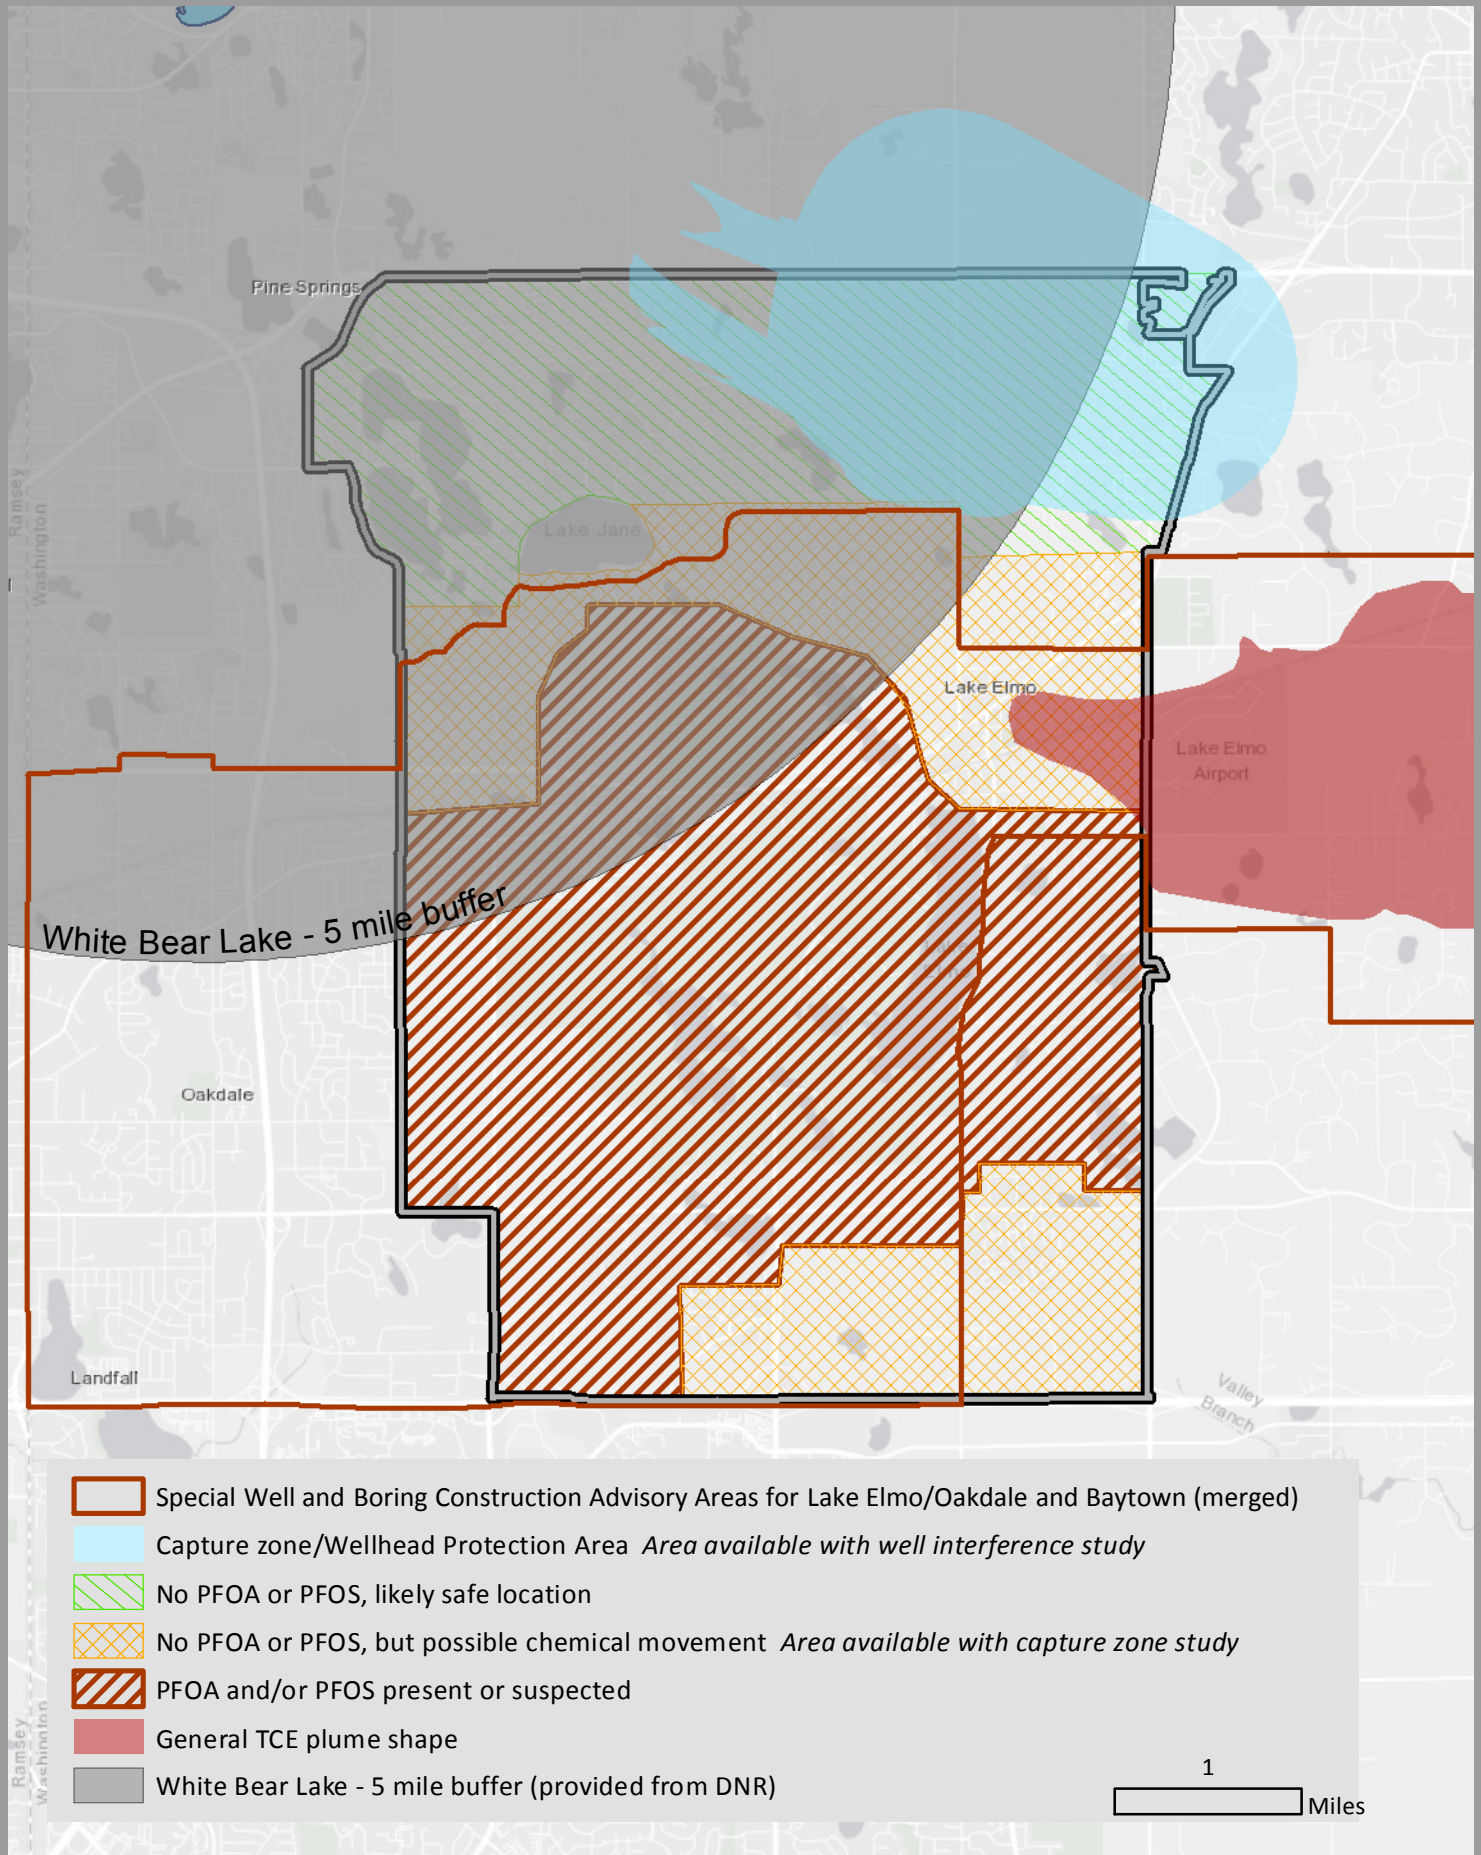 Pine Springs
Ramsey
Washington
Lake Jane
Lake Elmo
Lake Elmo
Airport
White Bear Lake - 5 mile buffer
Lake
Elmo
Oakdale
Landfall
Valley
Branch
Special Well and Boring Construction Advisory Areas for Lake Elmo/Oakdale and Baytown (merged)
Capture zone/Wellhead Protection Area Area available with well interference study
No PFOA or PFOS, likely safe location
No PFOA or PFOS, but possible chemical movement Area available with capture zone study
PFOA and/or PFOS present or suspected
General TCE plume shape
White Bear Lake - 5 mile buffer (provided from DNR)
1
Miles
Ramsey
Washington